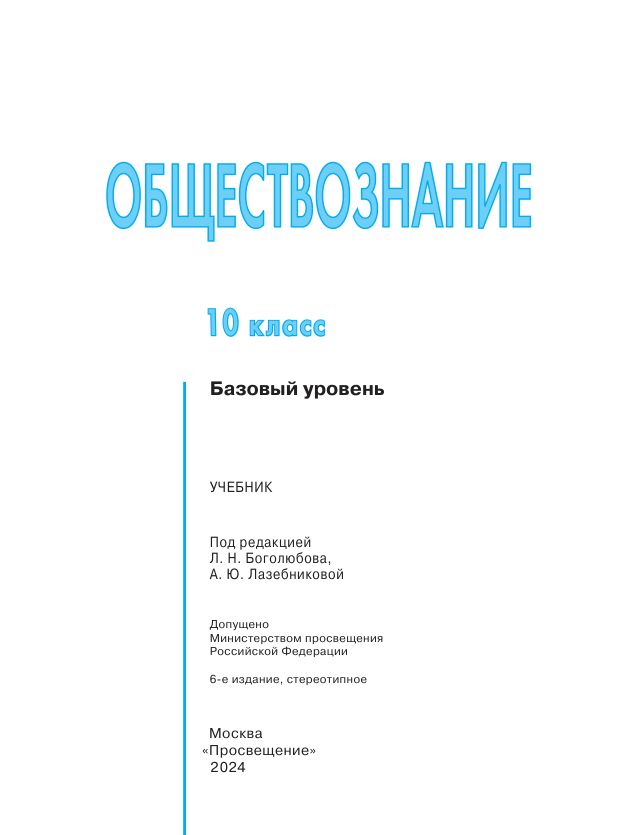 ОБЩЕСТВОЗНАНИЕ
10 класс
Базовый уровень
УЧЕБНИК
Под редакцией
Л. Н. Боголюбова,
А. Ю. Лазебниковой
Допущено
Министерством просвещения
Российской Федерации
6-е издание, стереотипное
Москва
«Просвещение»
2024